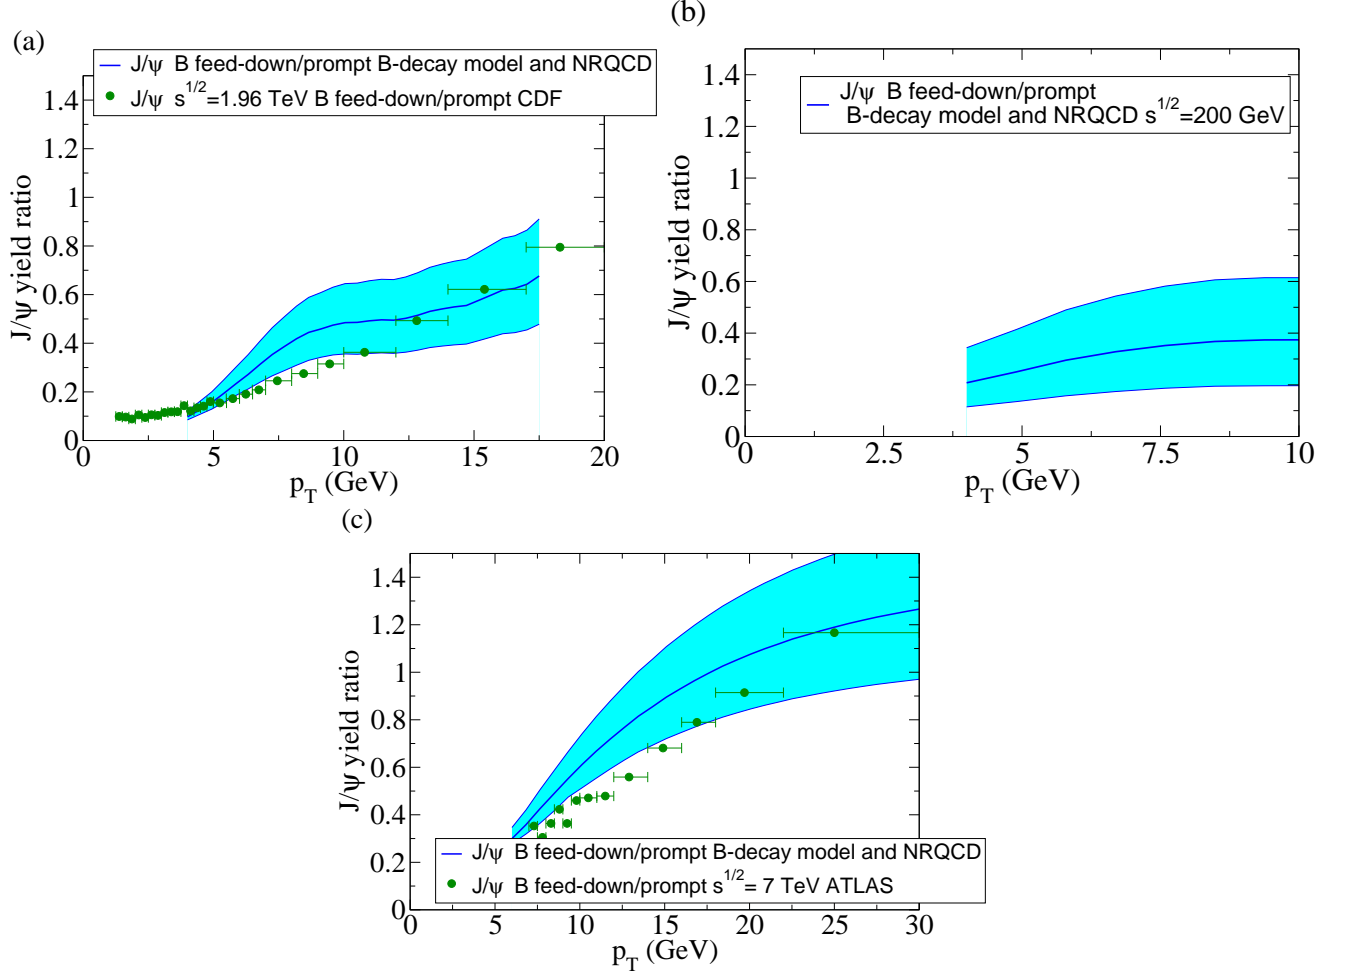 (a)
J/ψ B feed-down/prompt B-decay model and NRQCD
J/ψ s^1/2=1.96 TeV B feed-down/prompt CDF
J/ψ yield ratio
1.4
1.2
1
0.8
0.6
0.4
0.2
0
0 5 10 15 20
p_T (GeV)
(b)
J/ψ B feed-down/prompt
B-decay model and NRQCD s^1/2=200 GeV
J/ψ yield ratio
1.4
1.2
1
0.8
0.6
0.4
0.2
0
0 2.5 5 7.5 10
p_T (GeV)
(c)
J/ψ yield ratio
1.4
1.2
1
0.8
0.6
0.4
0.2
0
J/ψ B feed-down/prompt B-decay model and NRQCD
J/ψ B feed-down/prompt s^1/2= 7 TeV ATLAS
0 5 10 15 20 25 30
p_T (GeV)